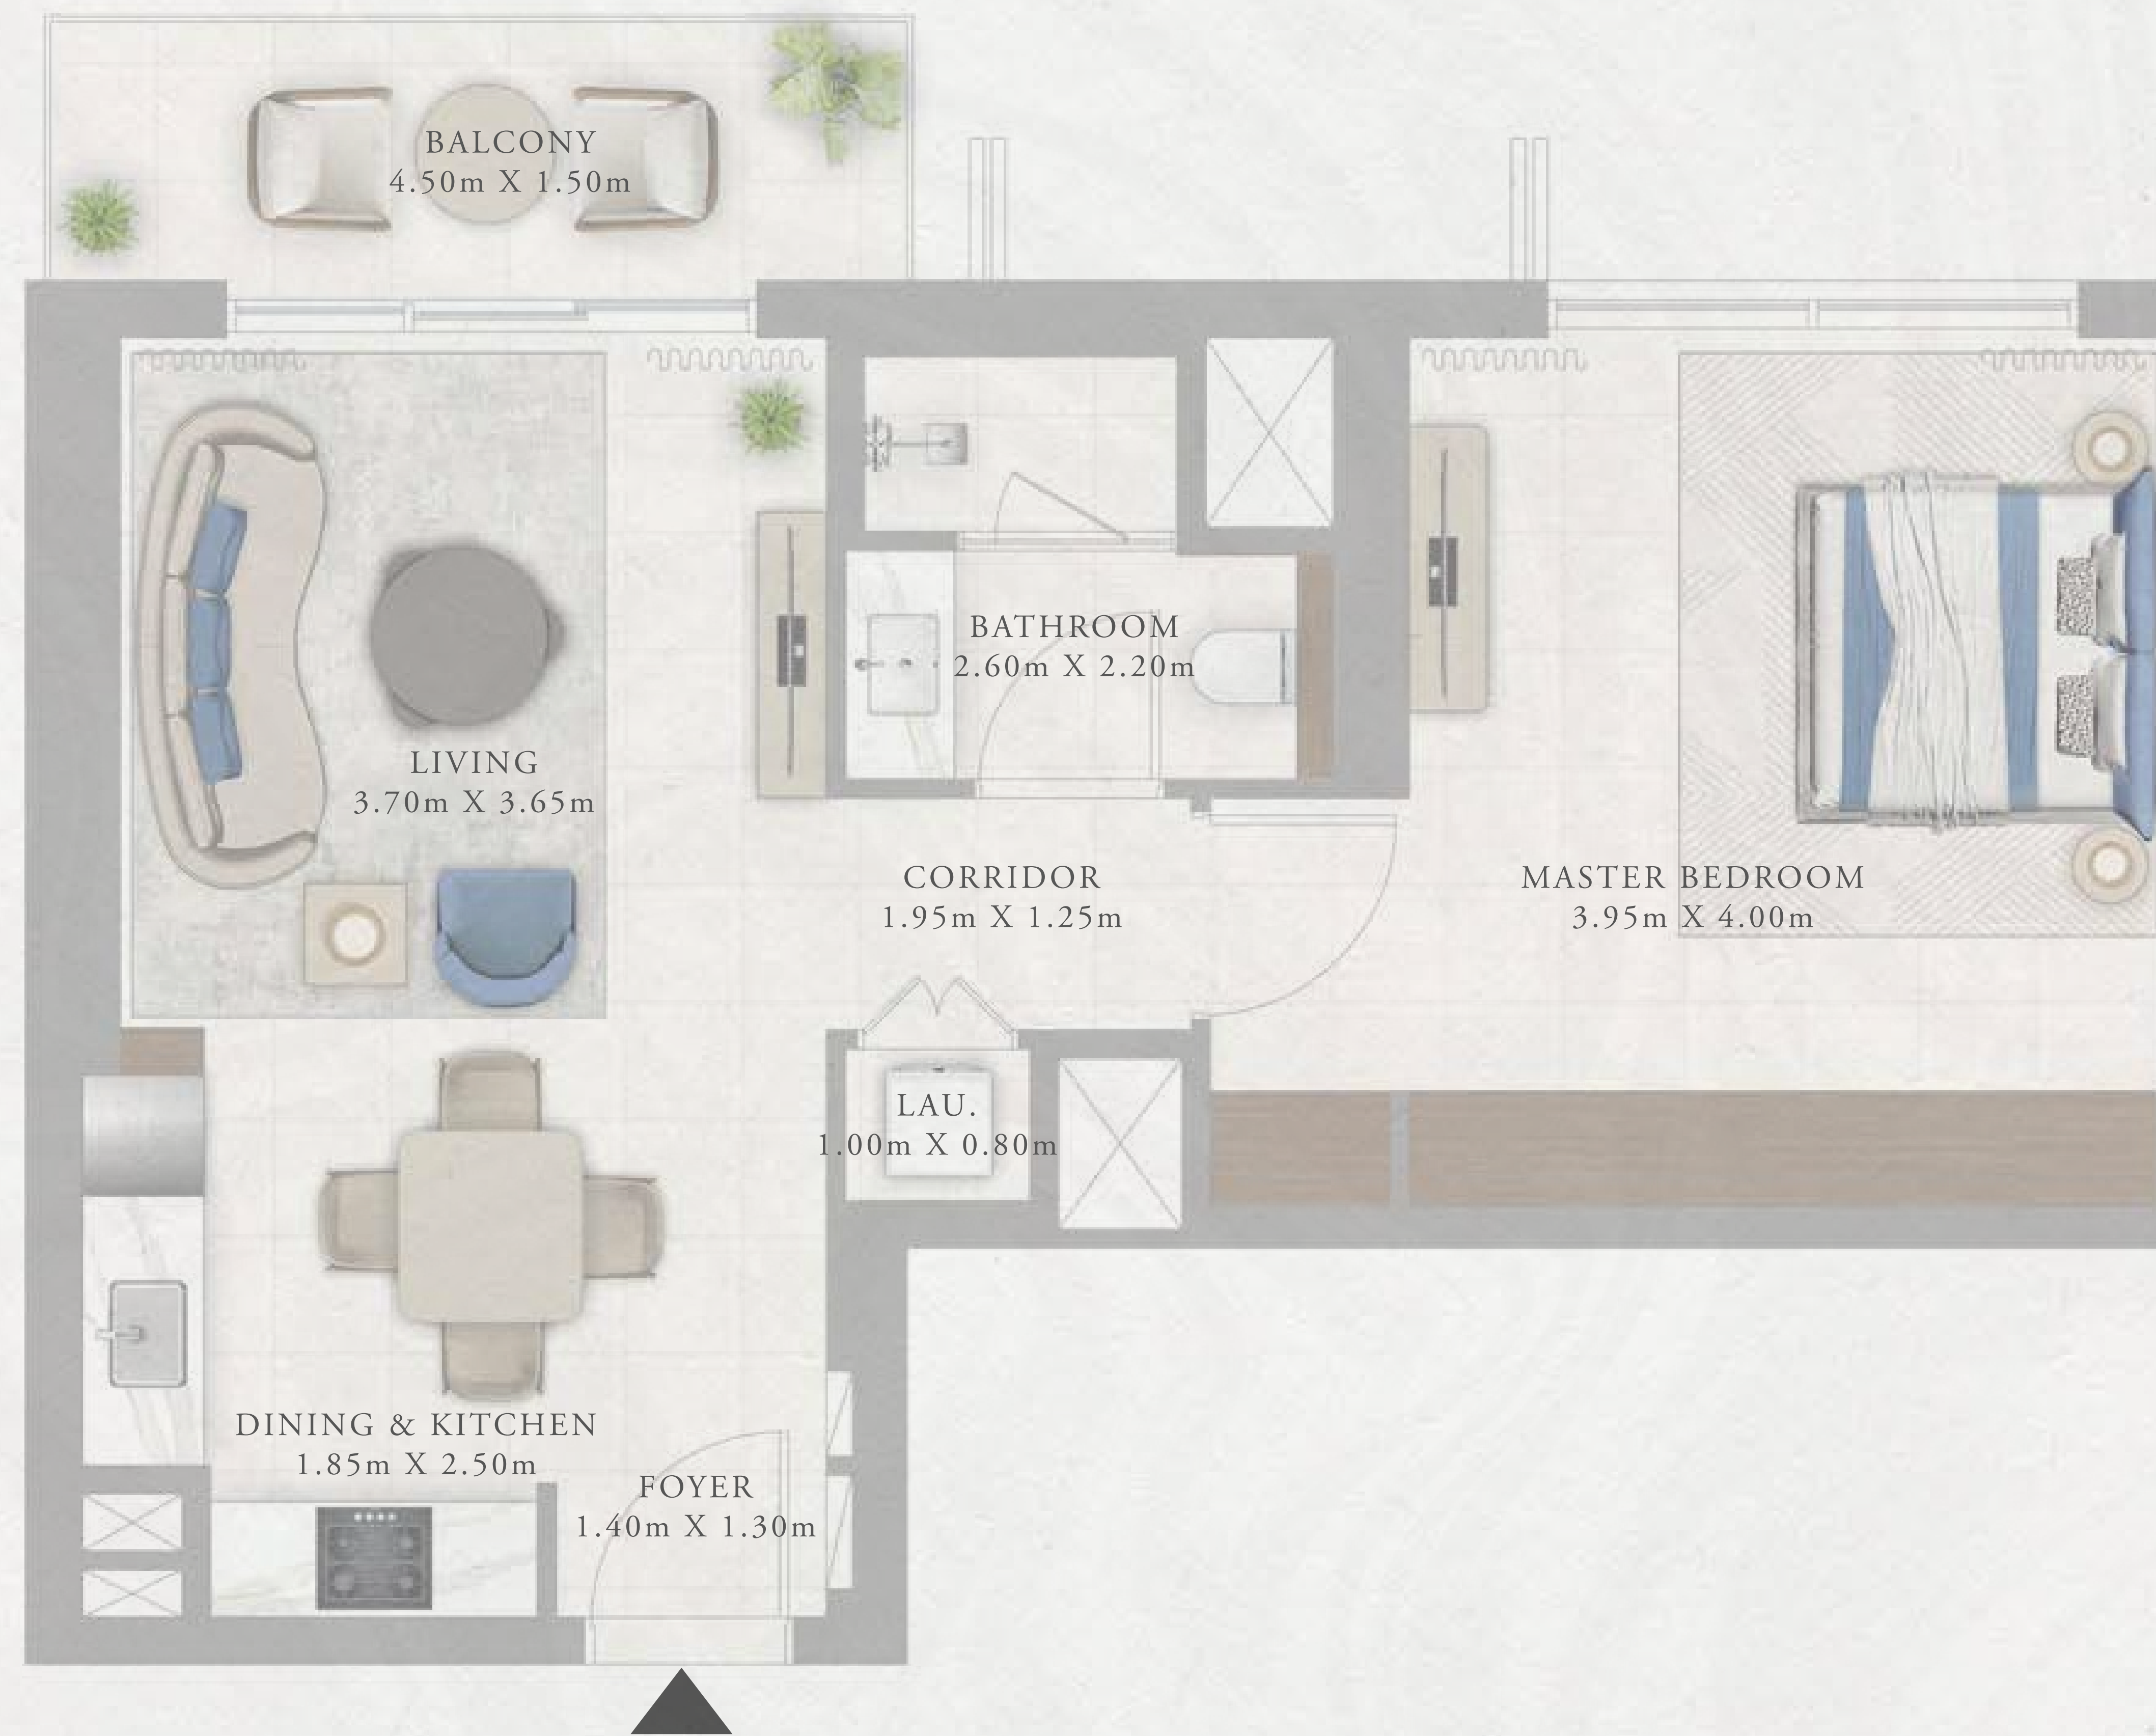 BALCONY
4.50m X 1.50m
BATHROOM
2.60m X 2.20m
LIVING
3.70m X 3.65m
CORRIDOR
1.95m X 1.25m
MASTER BEDROOM
3.95m X 4.00m
LAU.
1.00m X 0.80m
DINING & KITCHEN
1.85m X 2.50m
FOYER
1.40m X 1.30m